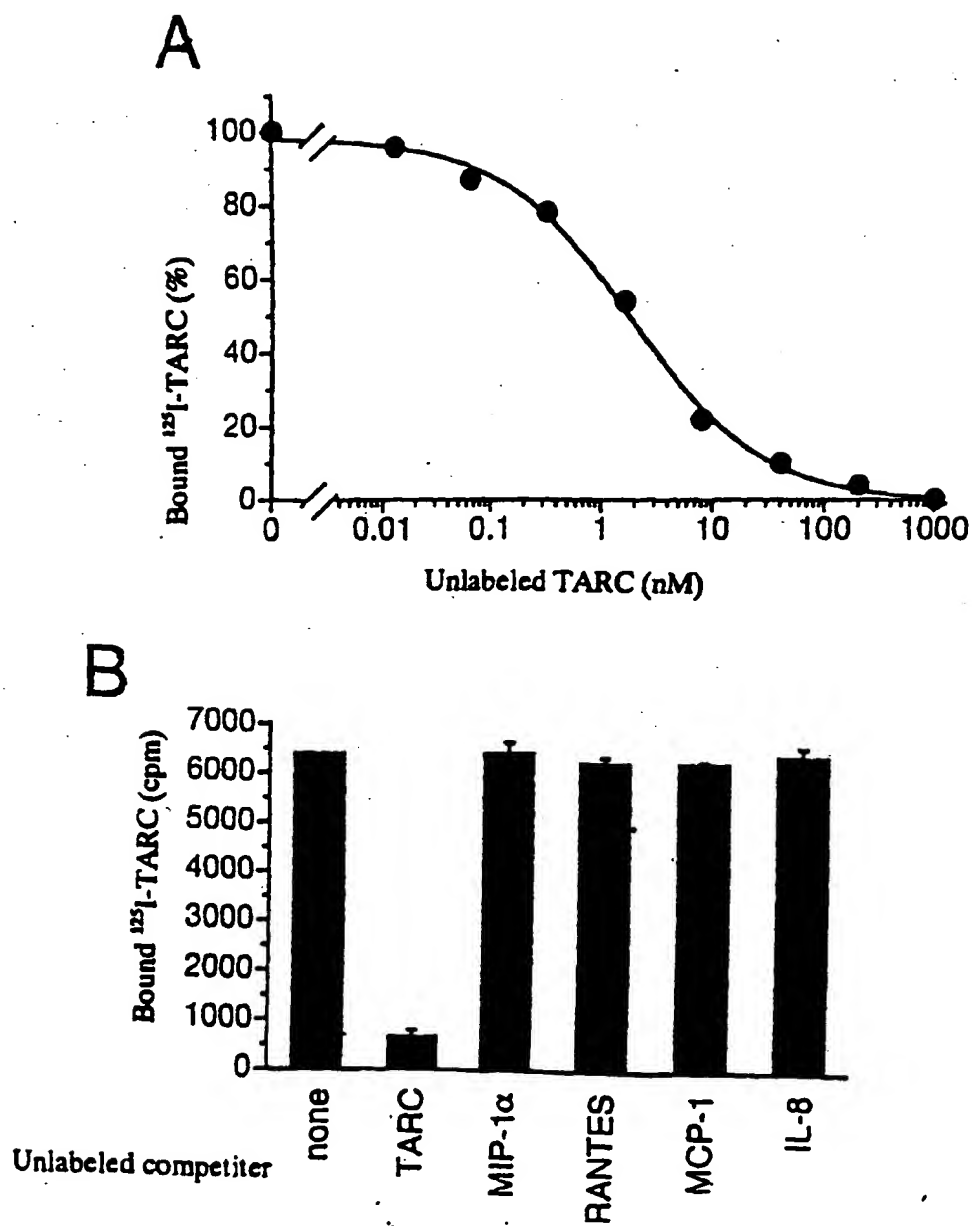 A
Bound ¹²⁵I-TARC (%)
100
80
60
40
20
0
0 0.01 0.1 1 10 100 1000
Unlabeled TARC (nM)
B
Bound ¹²⁵I-TARC (cpm)
7000
6000
5000
4000
3000
2000
1000
0
none TARC MIP-1α RANTES MCP-1 IL-8
Unlabeled competiter